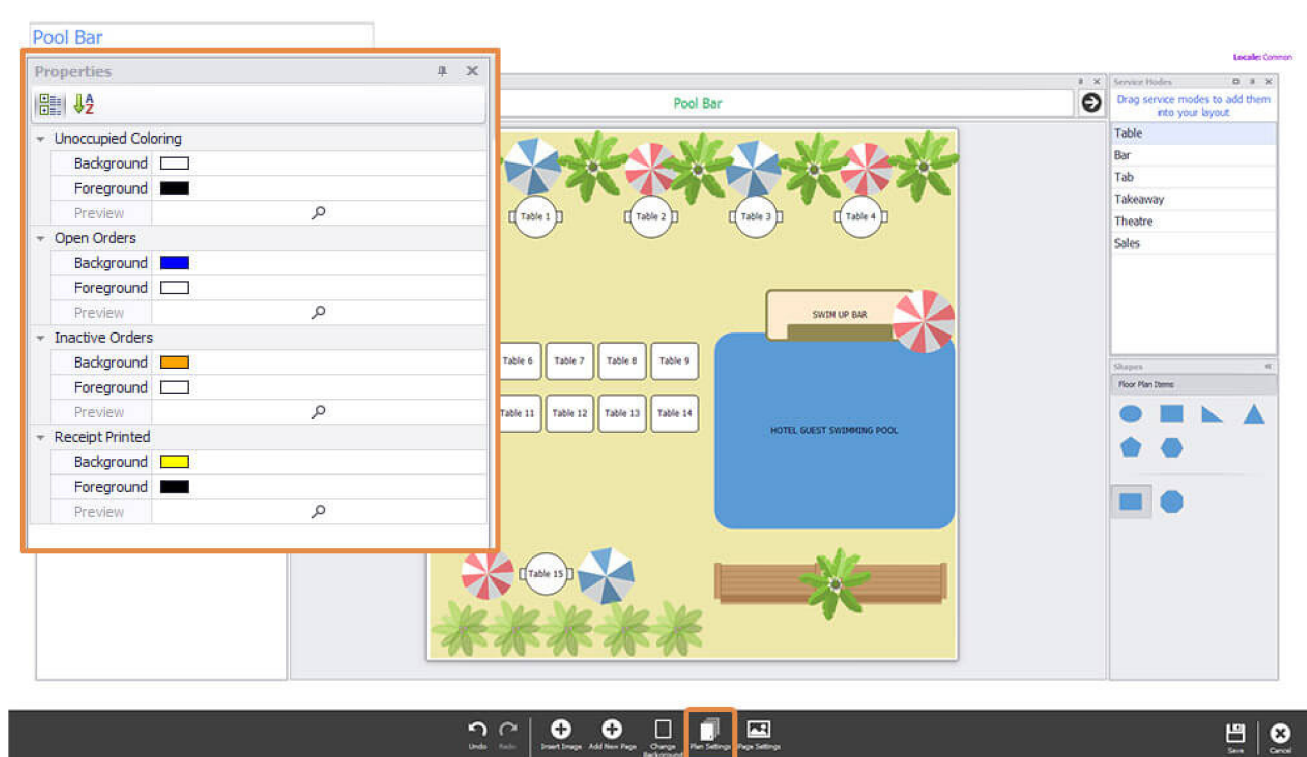 Pool Bar
Locale: Common
Properties
A
Z
Unoccupied Coloring
Background
Foreground
Preview
Open Orders
Background
Foreground
Preview
Inactive Orders
Background
Foreground
Preview
Receipt Printed
Background
Foreground
Preview
Pool Bar
Table 1
Table 2
Table 3
Table 4
SWIM UP BAR
Table 6
Table 7
Table 8
Table 9
Table 11
Table 12
Table 13
Table 14
HOTEL GUEST SWIMMING POOL
Table 15
Service Modes
Drag service modes to add them
into your layout
Table
Bar
Tab
Takeaway
Theatre
Sales
Shapes
Floor Plan Items
Undo
Redo
Insert Image
Add New Page
Change
Background
Plan Settings
Page Settings
Save
Cancel